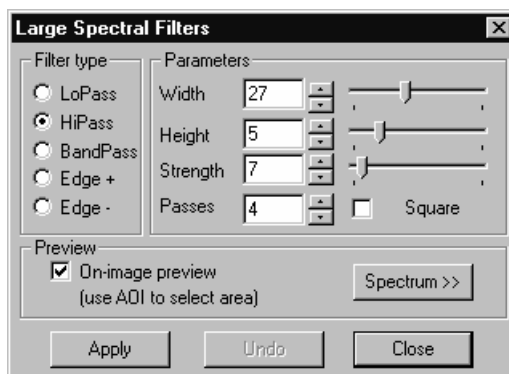 Large Spectral Filters
Filter type
LoPass
HiPass
BandPass
Edge +
Edge -
Parameters
Width 27
Height 5
Strength 7
Passes 4 Square
Preview
On-image preview
(use AOI to select area)
Spectrum >>
Apply Undo Close